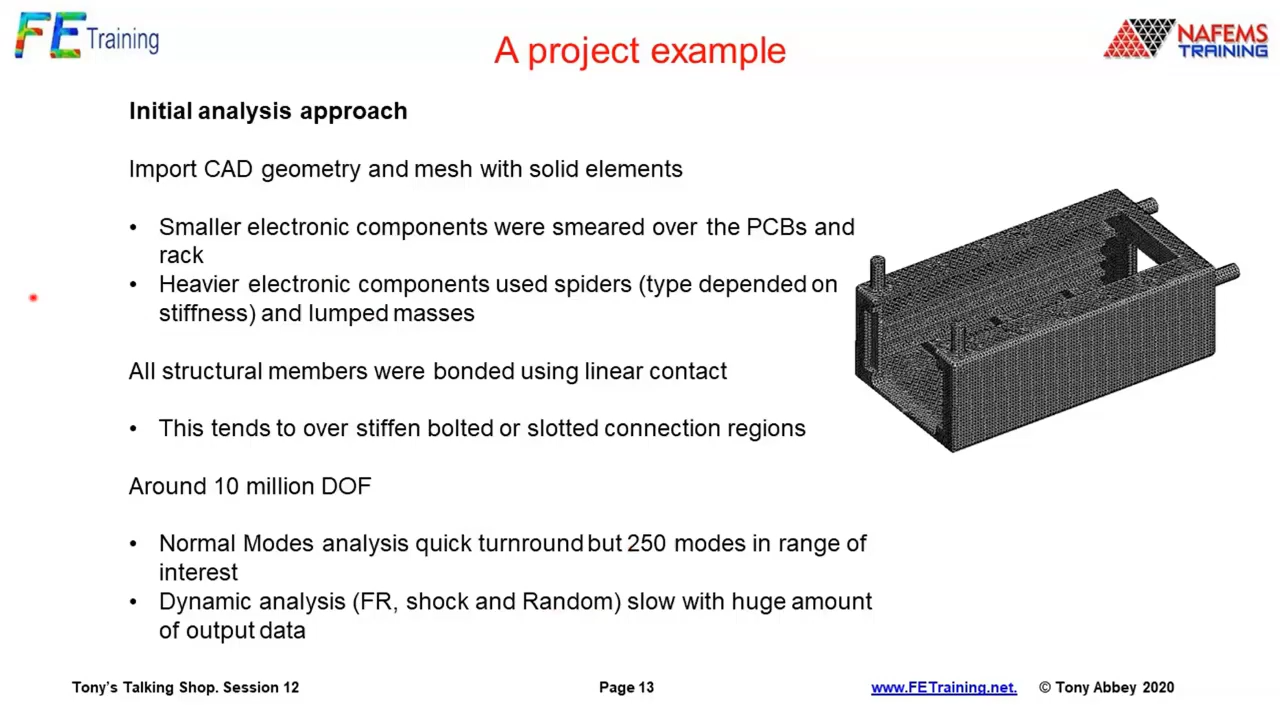 FE Training
A project example
NAFEMS
TRAINING
Initial analysis approach
Import CAD geometry and mesh with solid elements
• Smaller electronic components were smeared over the PCBs and
rack
• Heavier electronic components used spiders (type depended on
stiffness) and lumped masses
All structural members were bonded using linear contact
• This tends to over stiffen bolted or slotted connection regions
Around 10 million DOF
• Normal Modes analysis quick turnround but 250 modes in range of
interest
• Dynamic analysis (FR, shock and Random) slow with huge amount
of output data
Tony's Talking Shop. Session 12
Page 13
www.FETraining.net. © Tony Abbey 2020